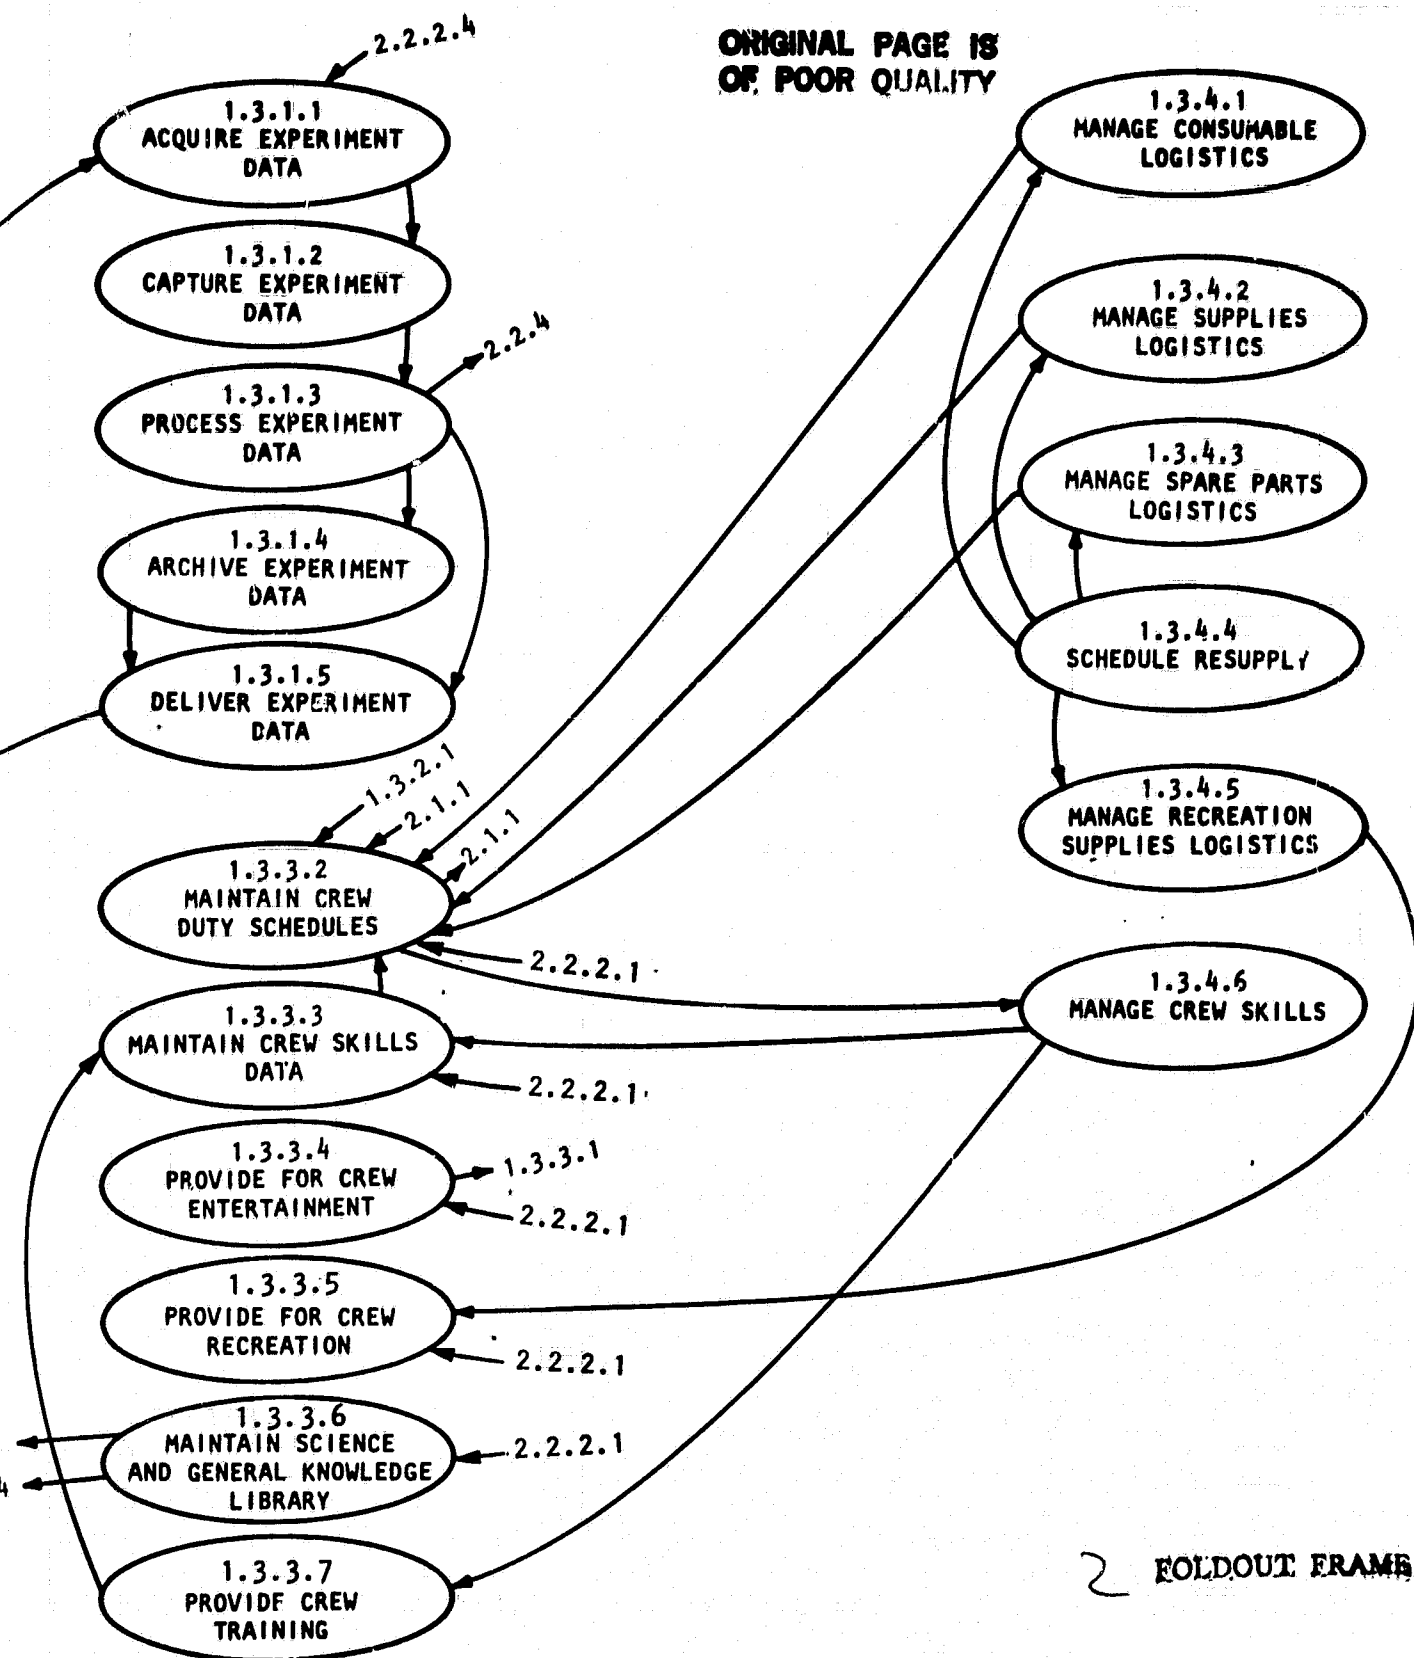 2.2.2.4
ORIGINAL PAGE IS
OF POOR QUALITY
1.3.1.1
ACQUIRE EXPERIMENT
DATA
1.3.1.2
CAPTURE EXPERIMENT
DATA
2.2.4
1.3.1.3
PROCESS EXPERIMENT
DATA
1.3.1.4
ARCHIVE EXPERIMENT
DATA
1.3.1.5
DELIVER EXPERIMENT
DATA
1.3.2.1
2.1.1
2.1.1
1.3.3.2
MAINTAIN CREW
DUTY SCHEDULES
2.2.2.1
1.3.3.3
MAINTAIN CREW SKILLS
DATA
2.2.2.1
1.3.3.4
PROVIDE FOR CREW
ENTERTAINMENT
1.3.3.1
2.2.2.1
1.3.3.5
PROVIDE FOR CREW
RECREATION
2.2.2.1
1.3.3.6
MAINTAIN SCIENCE
AND GENERAL KNOWLEDGE
LIBRARY
2.2.2.1
4
1.3.3.7
PROVIDE CREW
TRAINING
1.3.4.1
MANAGE CONSUMABLE
LOGISTICS
1.3.4.2
MANAGE SUPPLIES
LOGISTICS
1.3.4.3
MANAGE SPARE PARTS
LOGISTICS
1.3.4.4
SCHEDULE RESUPPLY
1.3.4.5
MANAGE RECREATION
SUPPLIES LOGISTICS
1.3.4.6
MANAGE CREW SKILLS
2 FOLDOUT FRAME